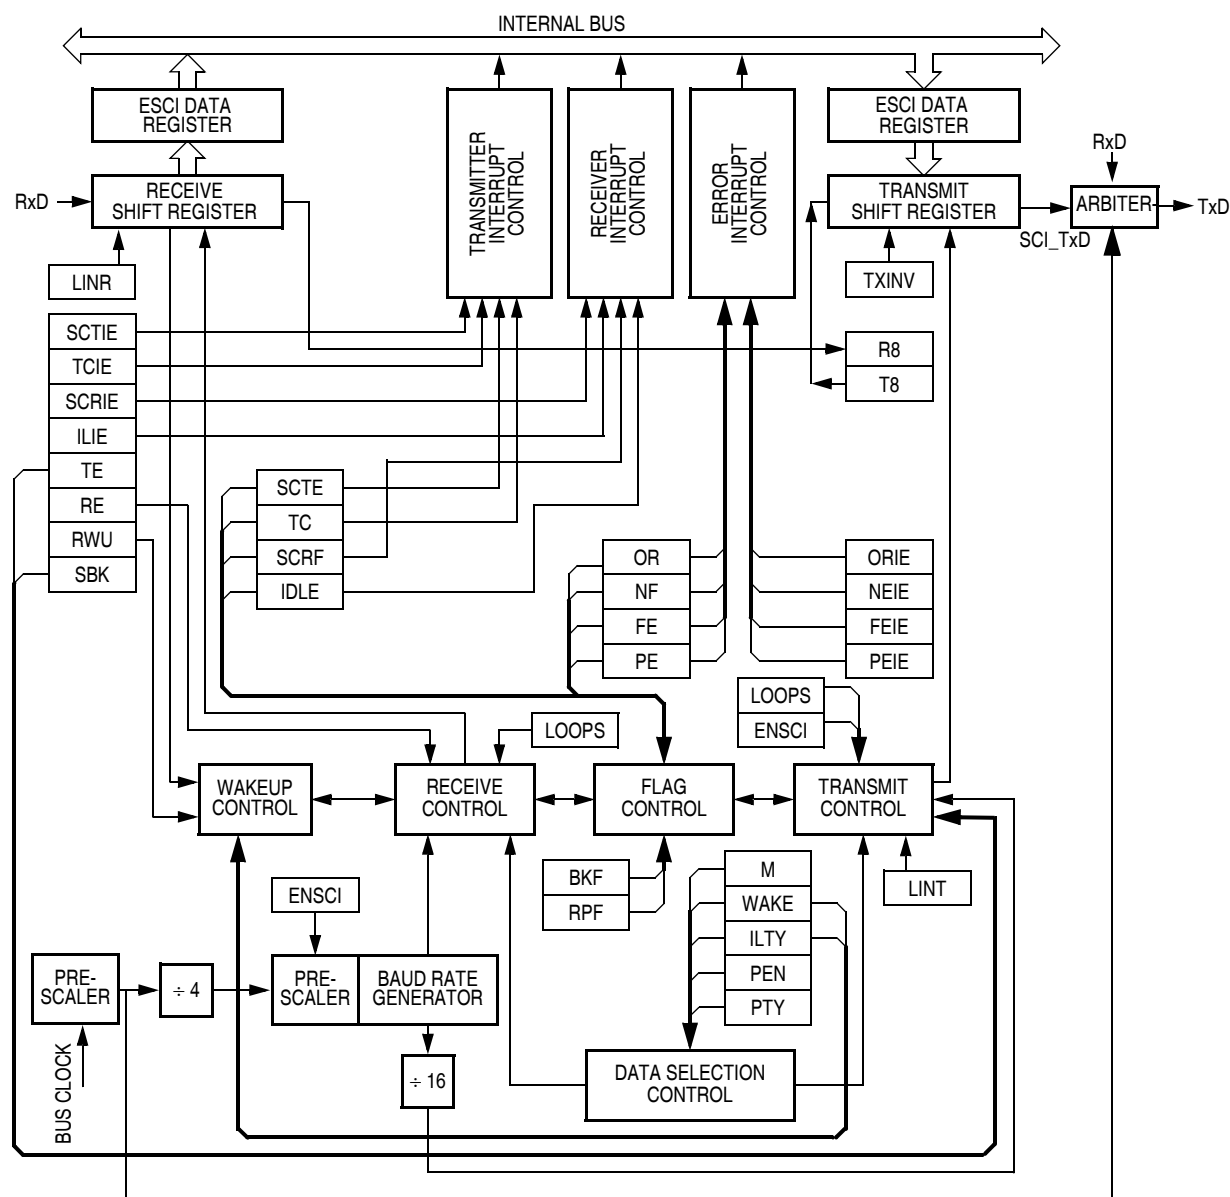 INTERNAL BUS
ESCI DATA
REGISTER
RECEIVE
SHIFT REGISTER
RxD
LINR
TRANSMITTER
INTERRUPT
CONTROL
RECEIVER
INTERRUPT
CONTROL
ERROR
INTERRUPT
CONTROL
ESCI DATA
REGISTER
TRANSMIT
SHIFT REGISTER
RxD
ARBITER
TxD
SCI_TxD
TXINV
R8
T8
SCTIE
TCIE
SCRIE
ILIE
TE
RE
RWU
SBK
SCTE
TC
SCRF
IDLE
OR
NF
FE
PE
ORIE
NEIE
FEIE
PEIE
LOOPS
ENSCI
LOOPS
WAKEUP
CONTROL
RECEIVE
CONTROL
FLAG
CONTROL
TRANSMIT
CONTROL
BKF
RPF
M
WAKE
ILTY
PEN
PTY
LINT
ENSCI
PRE-
SCALER
÷ 4
PRE-
SCALER
BAUD RATE
GENERATOR
÷ 16
BUS CLOCK
DATA SELECTION
CONTROL